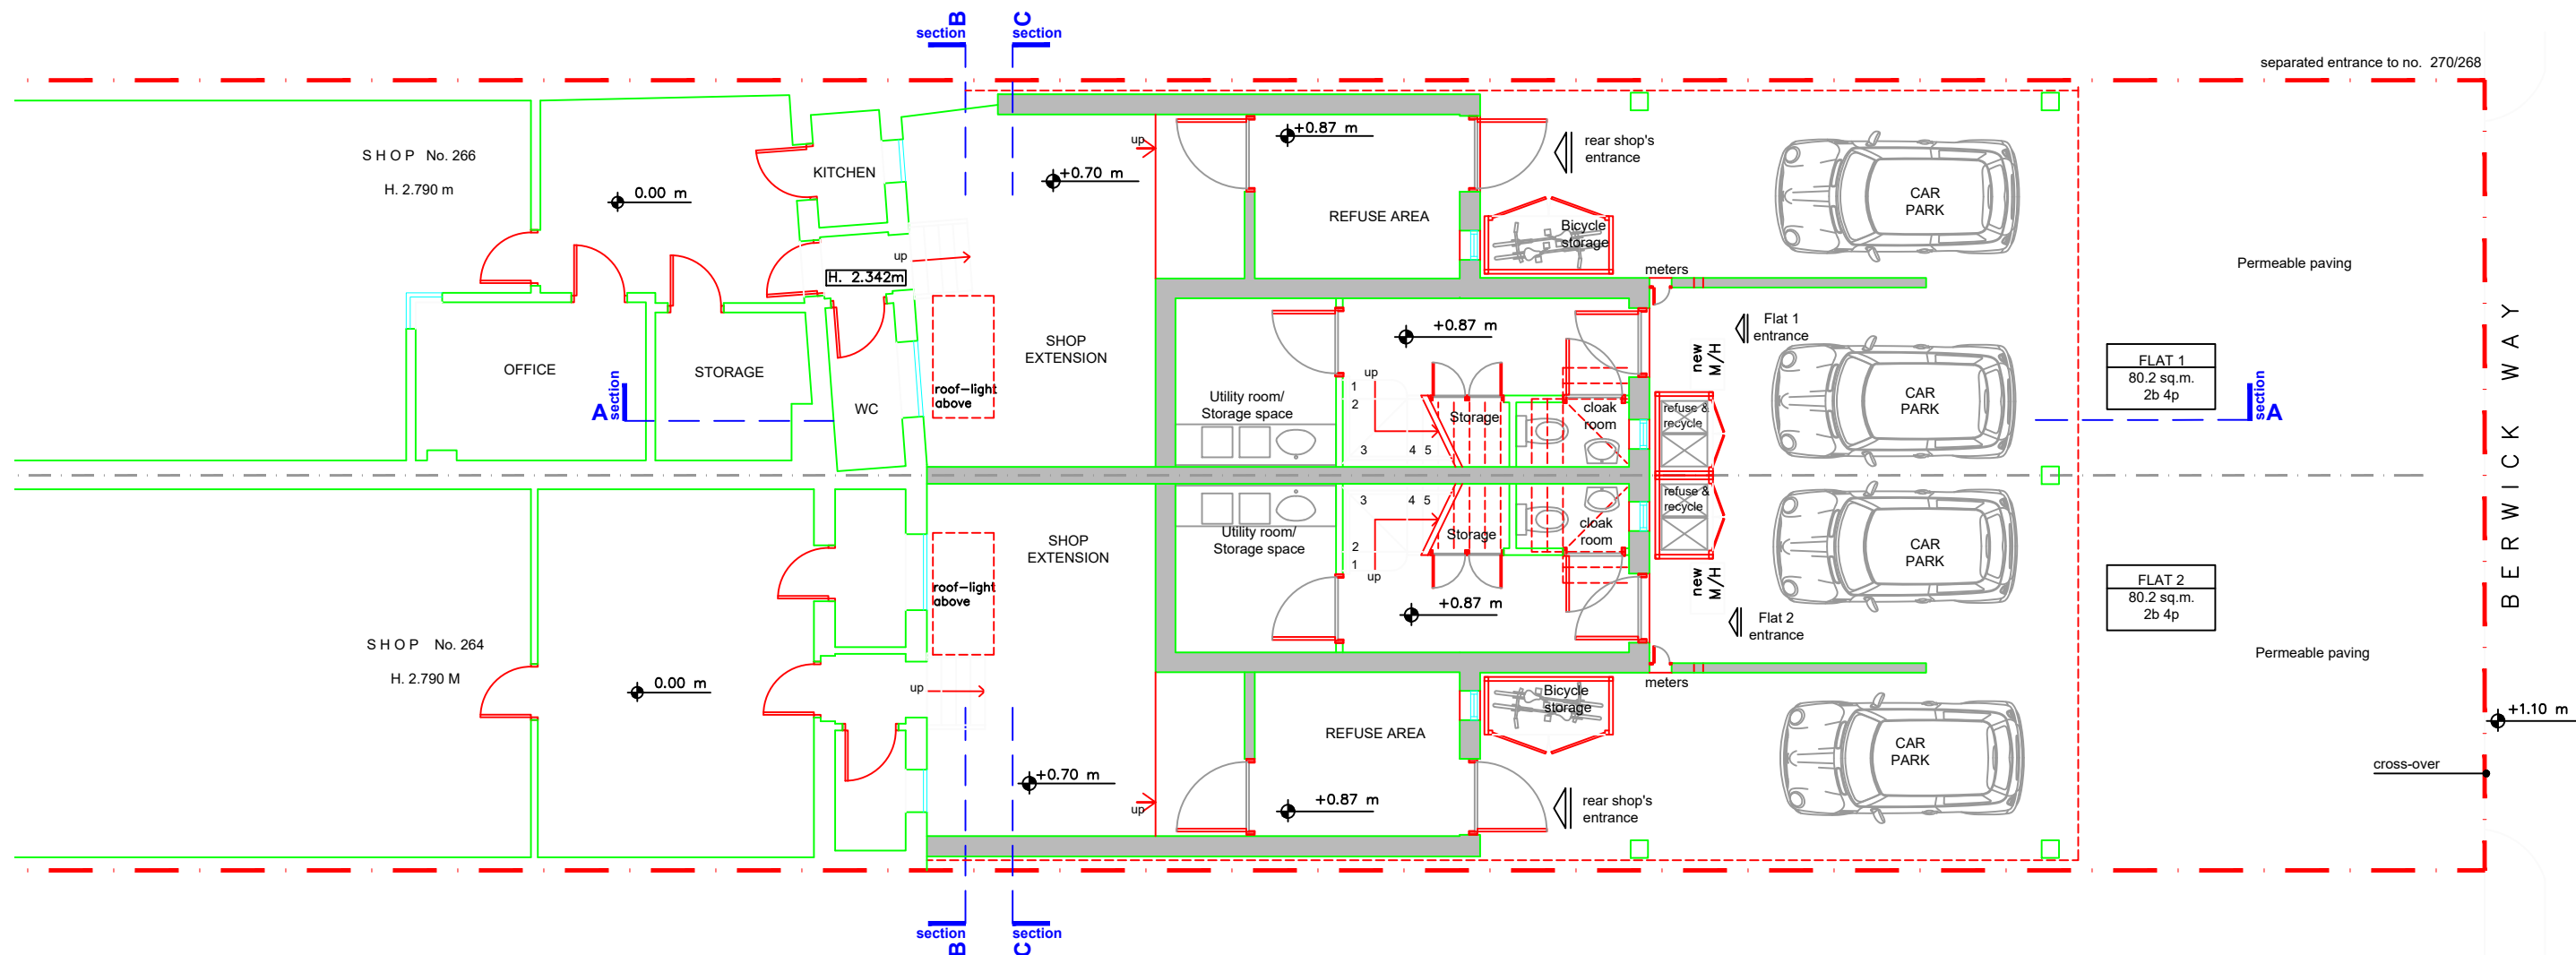 B
section
C
section
separated entrance to no. 270/268
S H O P No. 266
H. 2.790 m
0.00 m
KITCHEN
up
H. 2.342m
OFFICE
STORAGE
WC
A
section
roof-light
above
+0.70 m
up
SHOP
EXTENSION
+0.87 m
REFUSE AREA
rear shop's
entrance
Bicycle
storage
meters
CAR
PARK
Permeable paving
+0.87 m
Flat 1
entrance
new
M/H
Utility room/
Storage space
up
1
2
3
4 5
Storage
cloak
room
refuse &
recycle
CAR
PARK
FLAT 1
80.2 sq.m.
2b 4p
section
A
BERWICK WAY
S H O P No. 264
H. 2.790 M
0.00 m
up
roof-light
above
SHOP
EXTENSION
+0.70 m
up
Utility room/
Storage space
3
4 5
2
1
up
Storage
cloak
room
refuse &
recycle
+0.87 m
new
M/H
Flat 2
entrance
CAR
PARK
FLAT 2
80.2 sq.m.
2b 4p
meters
Bicycle
storage
REFUSE AREA
+0.87 m
rear shop's
entrance
CAR
PARK
Permeable paving
+1.10 m
cross-over
section
B
section
C